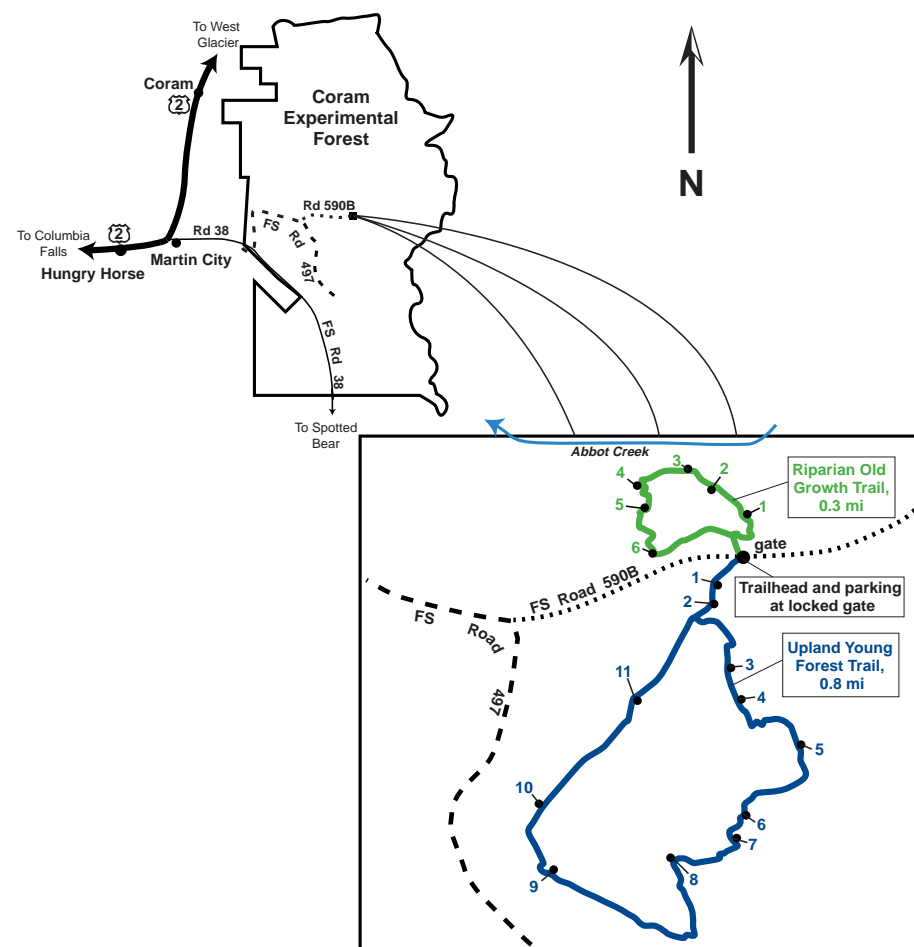 To West
Glacier
Coram
2
Coram
Experimental
Forest
N
Rd 590B
FS Rd 497
To Columbia
Falls
2
Rd 38
Hungry Horse
Martin City
FS Rd 38
To Spotted
Bear
Abbot Creek
3
2
4
5
1
6
Riparian Old
Growth Trail,
0.3 mi
gate
FS Road 590B
Trailhead and parking
at locked gate
FS Road 497
1
2
3
4
5
6
7
8
9
10
11
Upland Young
Forest Trail,
0.8 mi